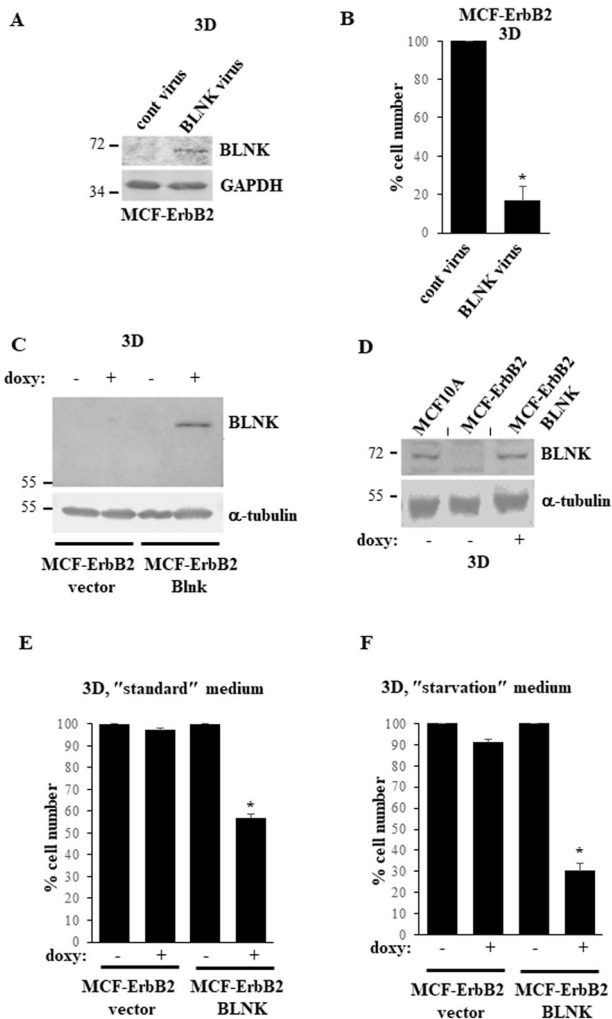 A
3D
cont virus
BLNK virus
72
BLNK
34
GAPDH
MCF-ErbB2
B
MCF-ErbB2
3D
% cell number
100
80
60
40
20
0
*
cont virus
BLNK virus
C
3D
doxy: - + - +
BLNK
55
55
α-tubulin
MCF-ErbB2 MCF-ErbB2
vector Blnk
D
MCF10A
MCF-ErbB2
MCF-ErbB2
BLNK
72
BLNK
55
α-tubulin
doxy: - - +
3D
E
3D, "standard" medium
% cell number
100
90
80
70
60
50
40
30
20
10
0
*
doxy: - + - +
MCF-ErbB2 MCF-ErbB2
vector BLNK
F
3D, "starvation" medium
% cell number
100
90
80
70
60
50
40
30
20
10
0
*
doxy: - + - +
MCF-ErbB2 MCF-ErbB2
vector BLNK